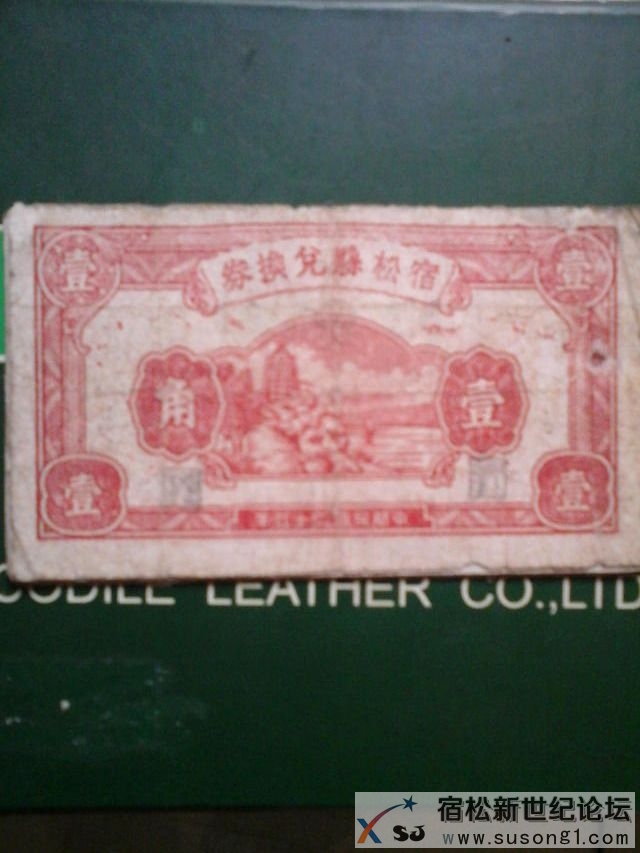 宿松縣兌換券
壹 壹
壹 角
壹 壹
CODILE LEATHER CO.,LTD
XSJ
宿松新世纪论坛
www.susong1.com